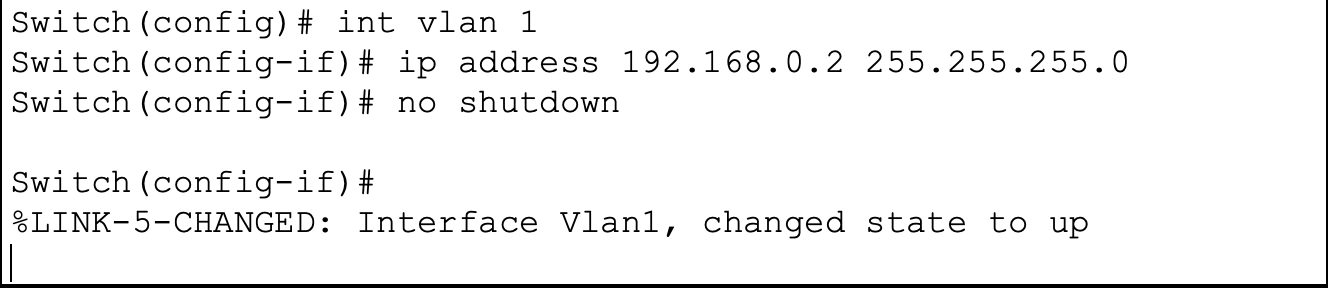 Switch(config)# int vlan 1
Switch(config-if)# ip address 192.168.0.2 255.255.255.0
Switch(config-if)# no shutdown
Switch(config-if)#
%LINK-5-CHANGED: Interface Vlan1, changed state to up